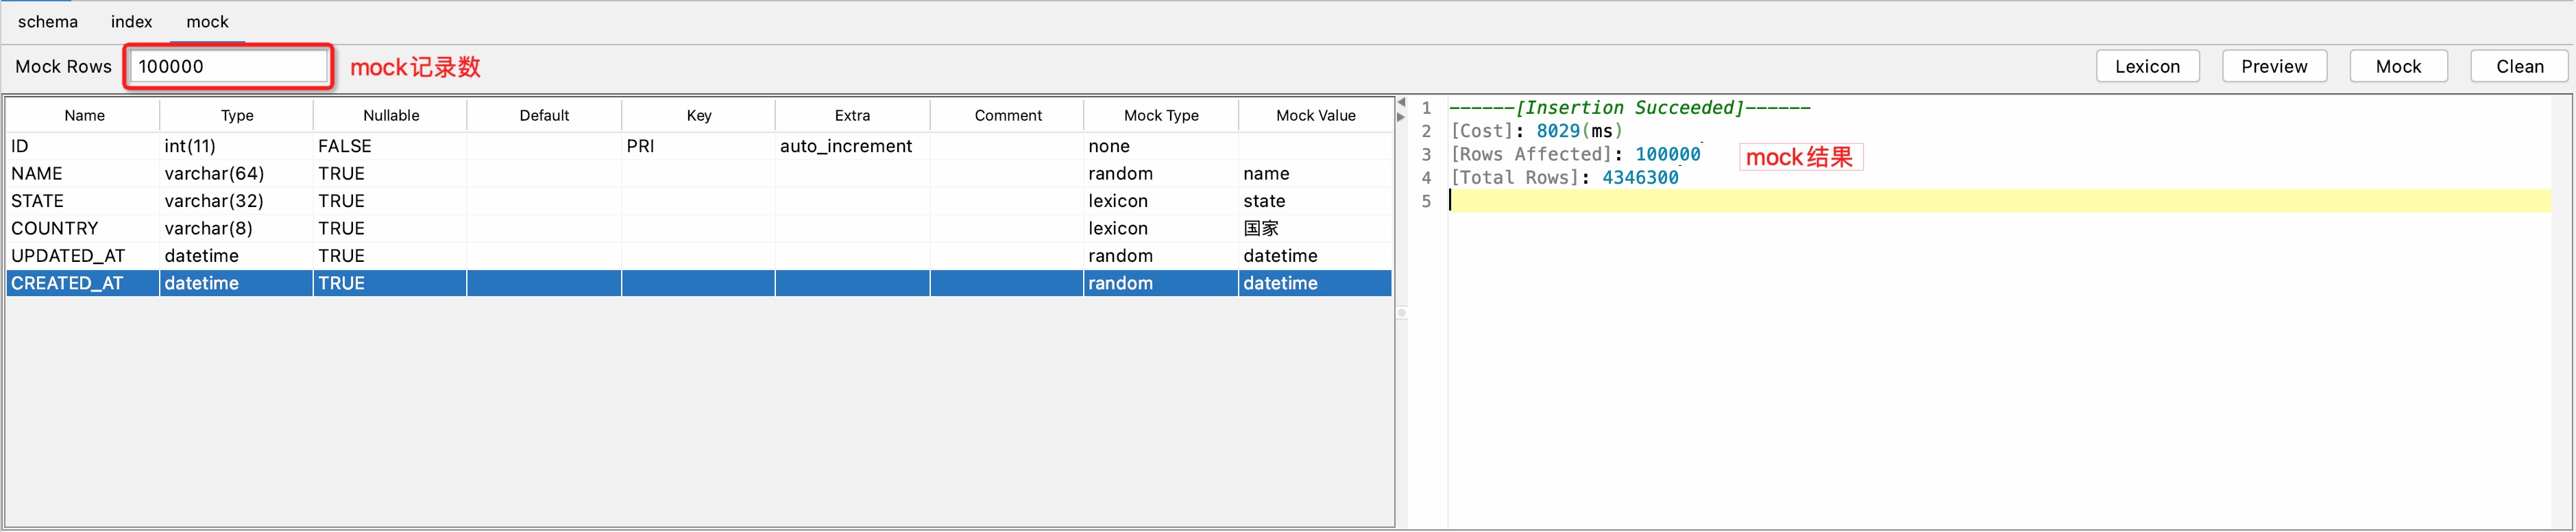 schema index mock
Mock Rows 100000 mock记录数 Lexicon Preview Mock Clean
Name Type Nullable Default Key Extra Comment Mock Type Mock Value
ID int(11) FALSE PRI auto_increment none
NAME varchar(64) TRUE random name
STATE varchar(32) TRUE lexicon state
COUNTRY varchar(8) TRUE lexicon 国家
UPDATED_AT datetime TRUE random datetime
CREATED_AT datetime TRUE random datetime
1 ------[Insertion Succeeded]------
2 [Cost]: 8029(ms)
3 [Rows Affected]: 100000
mock结果
4 [Total Rows]: 4346300
5